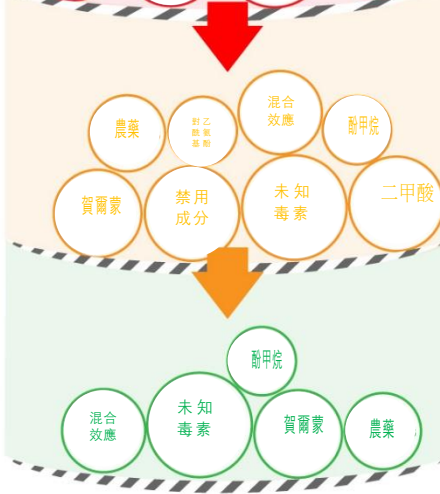 混合
效應
農藥
對乙
基酚
酚甲烷
賀爾蒙
禁用
成分
未知
毒素
二甲酸
酚甲烷
混合
效應
未知
毒素
賀爾蒙
農藥